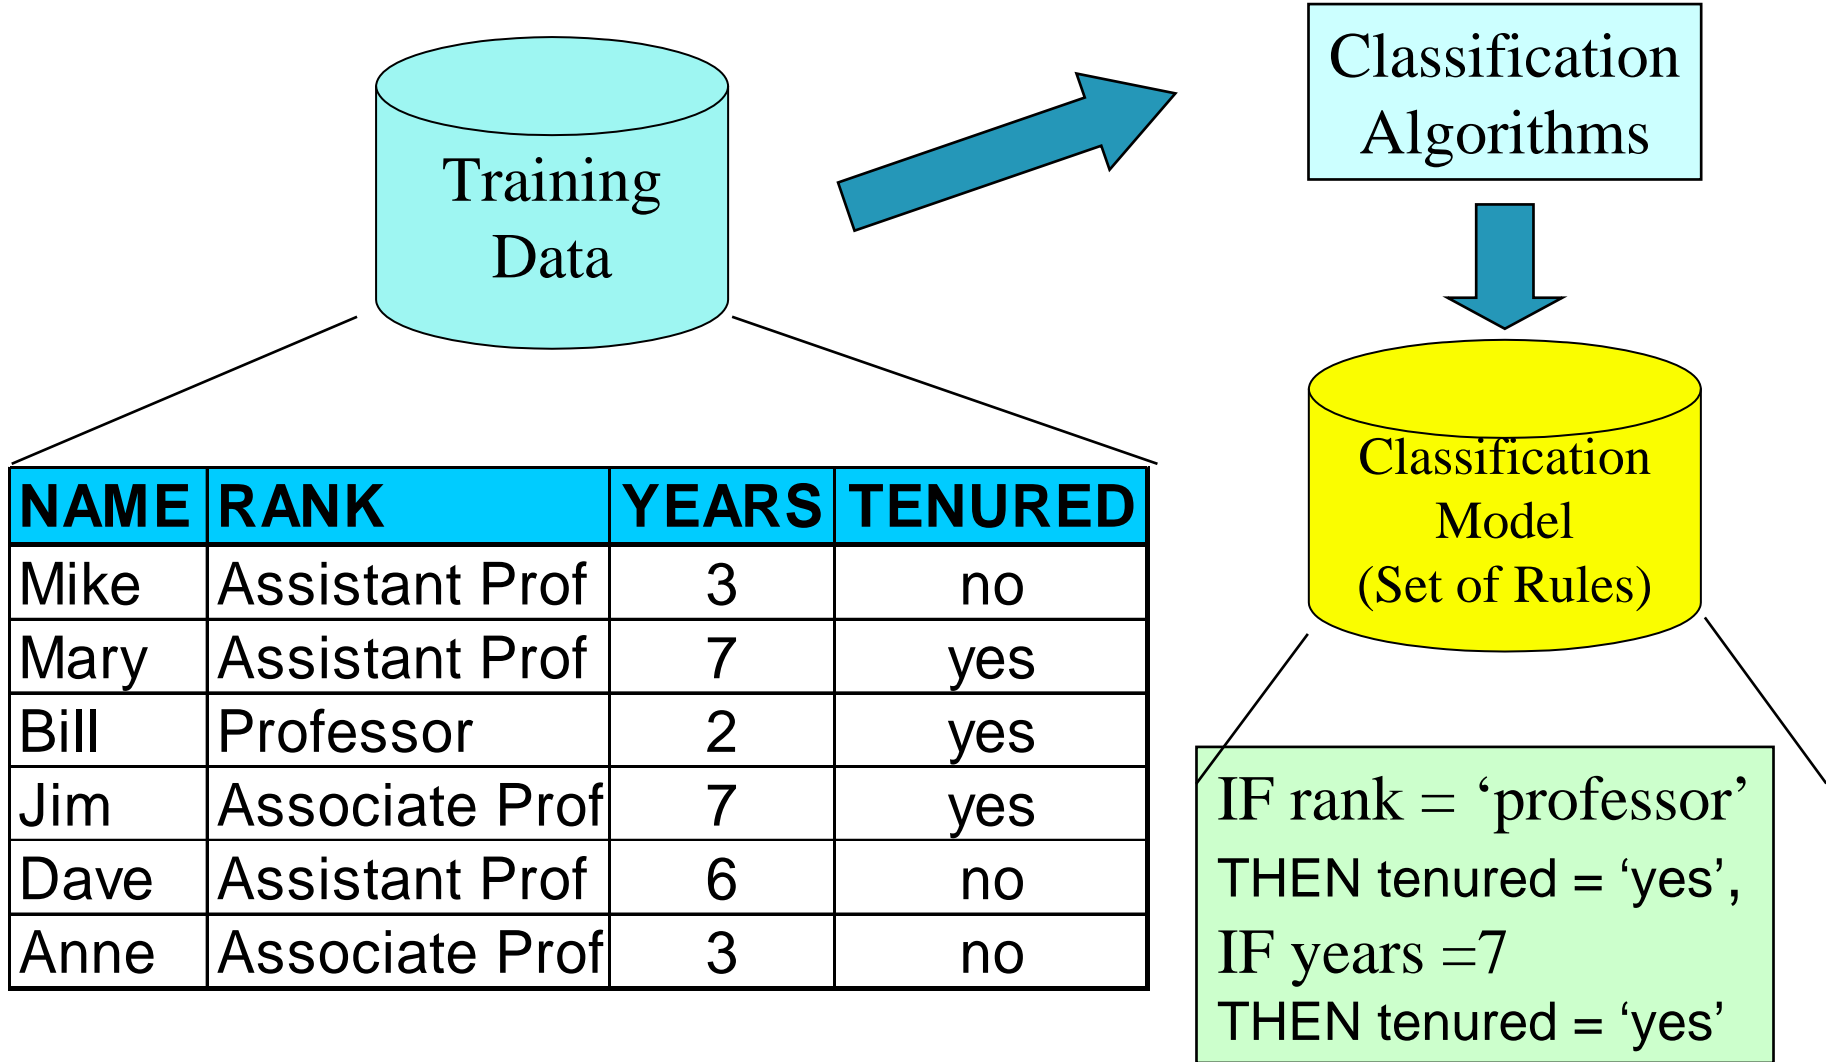 Training
Data
Classification
Algorithms
Classification
Model
(Set of Rules)
NAME RANK YEARS TENURED
Mike Assistant Prof 3 no
Mary Assistant Prof 7 yes
Bill Professor 2 yes
Jim Associate Prof 7 yes
Dave Assistant Prof 6 no
Anne Associate Prof 3 no
IF rank = ‘professor’
THEN tenured = ‘yes’,
IF years =7
THEN tenured = ‘yes’